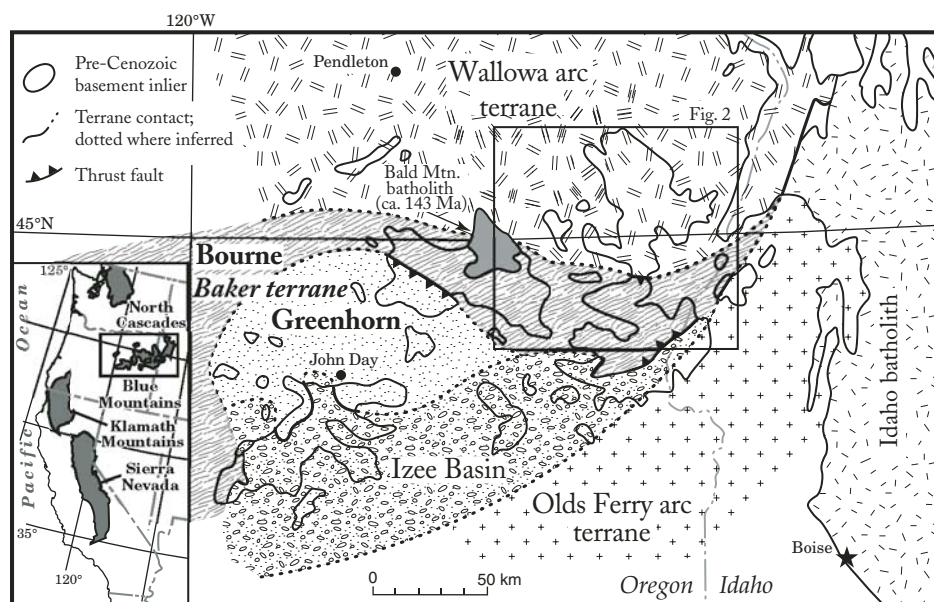 120°W
Pre-Cenozoic
basement inlier
Terrane contact;
dotted where inferred
Thrust fault
Pendleton
Wallowa arc
terrane
Fig. 2
Bald Mtn.
batholith
(ca. 143 Ma)
45°N
Bourne
Baker terrane
Greenhorn
John Day
Izee Basin
Olds Ferry arc
terrane
Idaho batholith
Boise
Oregon
Idaho
0
50 km
125°
Pacific Ocean
North
Cascades
Blue
Mountains
Klamath
Mountains
Sierra
Nevada
35°
120°